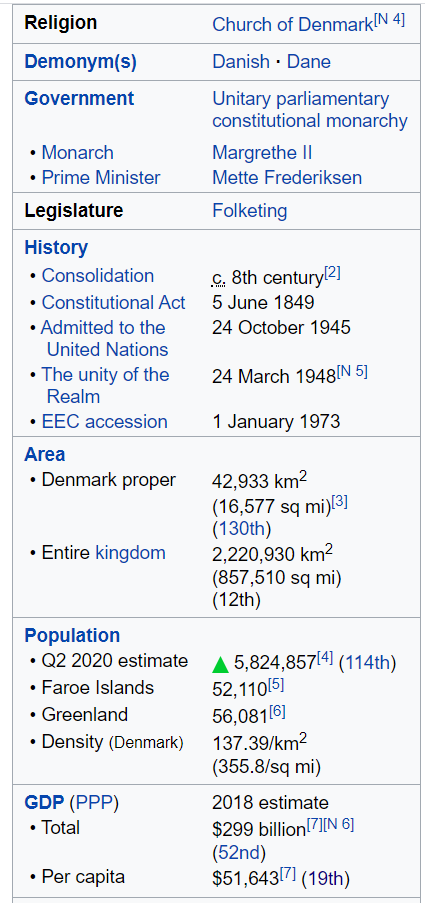 Religion Church of Denmark[N 4]
Demonym(s) Danish · Dane
Government Unitary parliamentary
constitutional monarchy
• Monarch Margrethe II
• Prime Minister Mette Frederiksen
Legislature Folketing
History
• Consolidation c. 8th century[2]
• Constitutional Act 5 June 1849
• Admitted to the 24 October 1945
United Nations
• The unity of the 24 March 1948[N 5]
Realm
• EEC accession 1 January 1973
Area
• Denmark proper 42,933 km2
(16,577 sq mi)[3]
(130th)
• Entire kingdom 2,220,930 km2
(857,510 sq mi)
(12th)
Population
• Q2 2020 estimate ▲ 5,824,857[4] (114th)
• Faroe Islands 52,110[5]
• Greenland 56,081[6]
• Density (Denmark) 137.39/km2
(355.8/sq mi)
GDP (PPP) 2018 estimate
• Total $299 billion[7][N 6]
(52nd)
• Per capita $51,643[7] (19th)